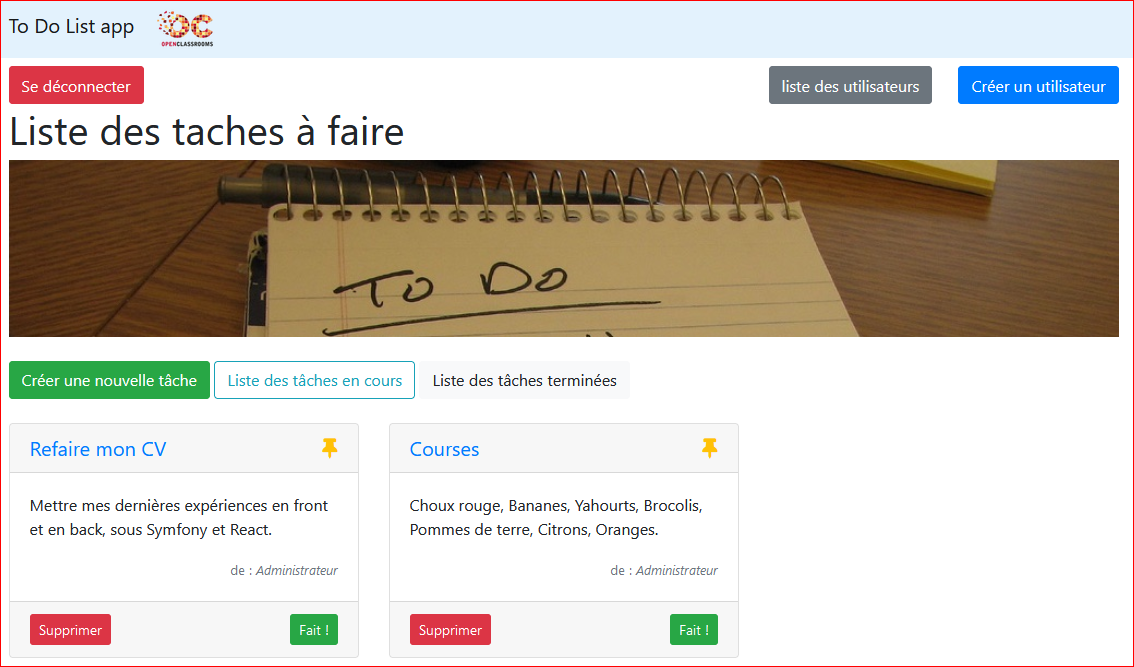 To Do List app
OC
OPENCLASSROOMS
Se déconnecter
liste des utilisateurs
Créer un utilisateur
Liste des taches à faire
To Do
Créer une nouvelle tâche
Liste des tâches en cours
Liste des tâches terminées
Refaire mon CV
Courses
Mettre mes dernières expériences en front
et en back, sous Symfony et React.
de : Administrateur
Choux rouge, Bananes, Yahourts, Brocolis,
Pommes de terre, Citrons, Oranges.
de : Administrateur
Supprimer
Fait !
Supprimer
Fait !